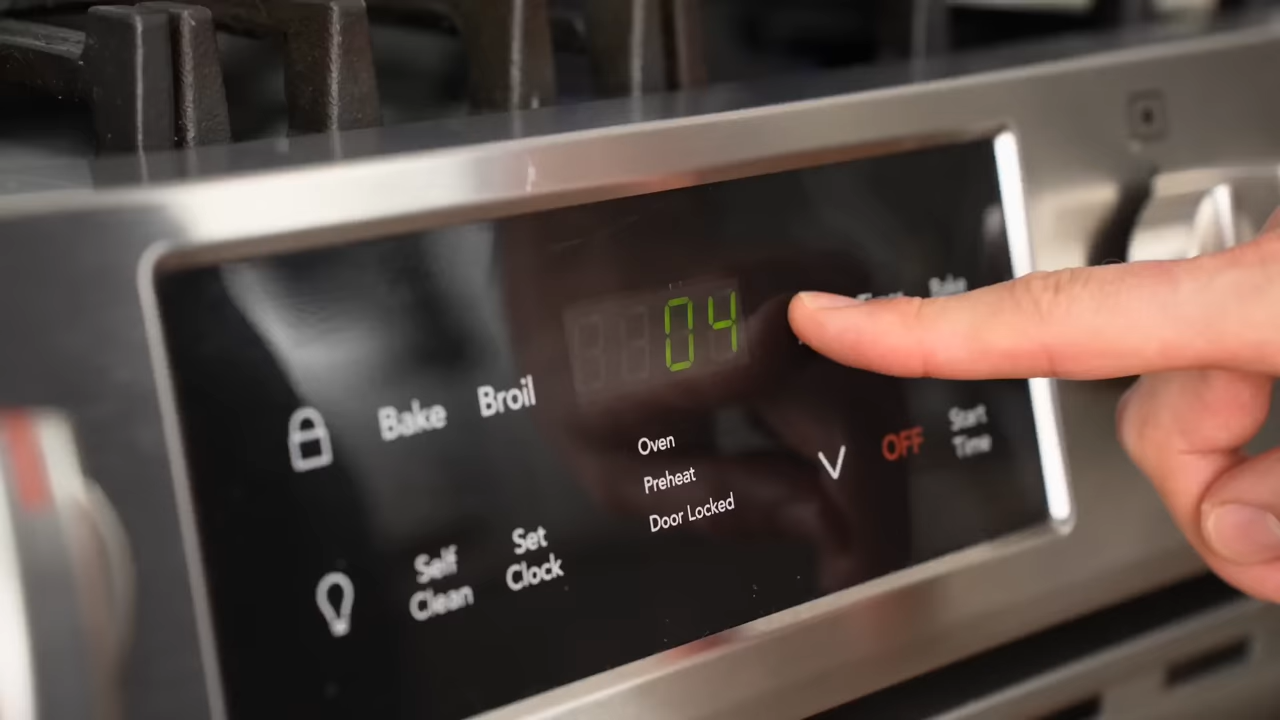 04
Bake
Broil
Oven
Preheat
Door Locked
OFF
Start
Time
Self
Clean
Set
Clock